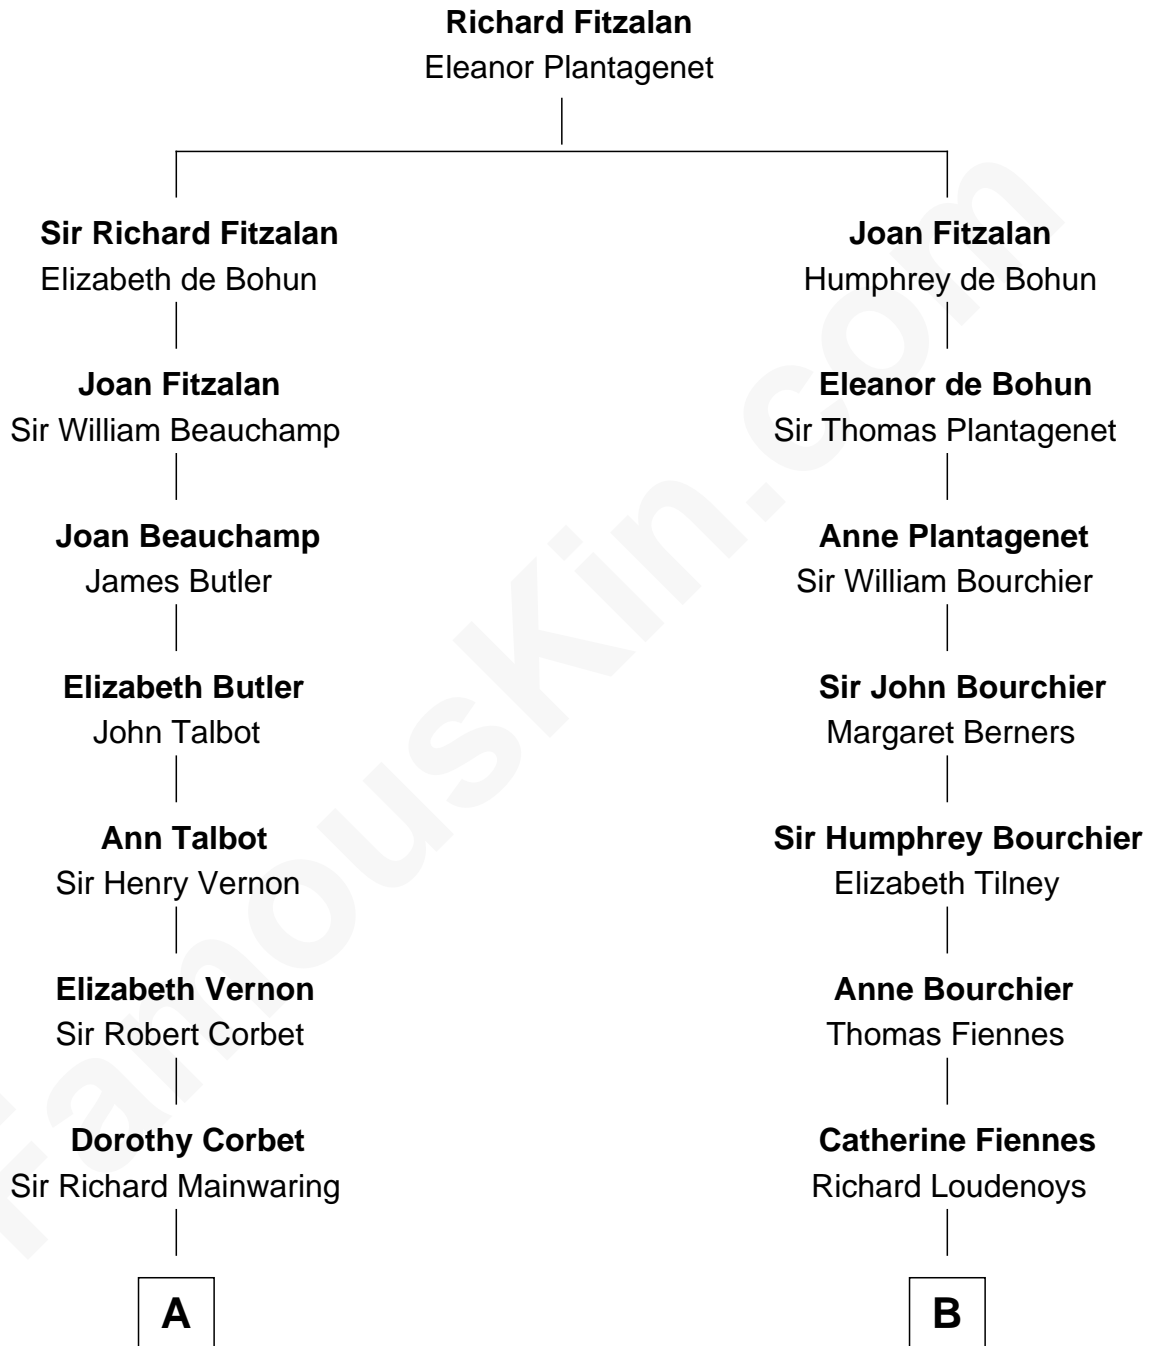 Richard Fitzalan
Eleanor Plantagenet
Sir Richard Fitzalan
Elizabeth de Bohun
Joan Fitzalan
Humphrey de Bohun
Joan Fitzalan
Sir William Beauchamp
Eleanor de Bohun
Sir Thomas Plantagenet
Joan Beauchamp
James Butler
Anne Plantagenet
Sir William Bourchier
Elizabeth Butler
John Talbot
Sir John Bourchier
Margaret Berners
Ann Talbot
Sir Henry Vernon
Sir Humphrey Bourchier
Elizabeth Tilney
Elizabeth Vernon
Sir Robert Corbet
Anne Bourchier
Thomas Fiennes
Dorothy Corbet
Sir Richard Mainwaring
Catherine Fiennes
Richard Loudenoys
A
B
FamousKin.com